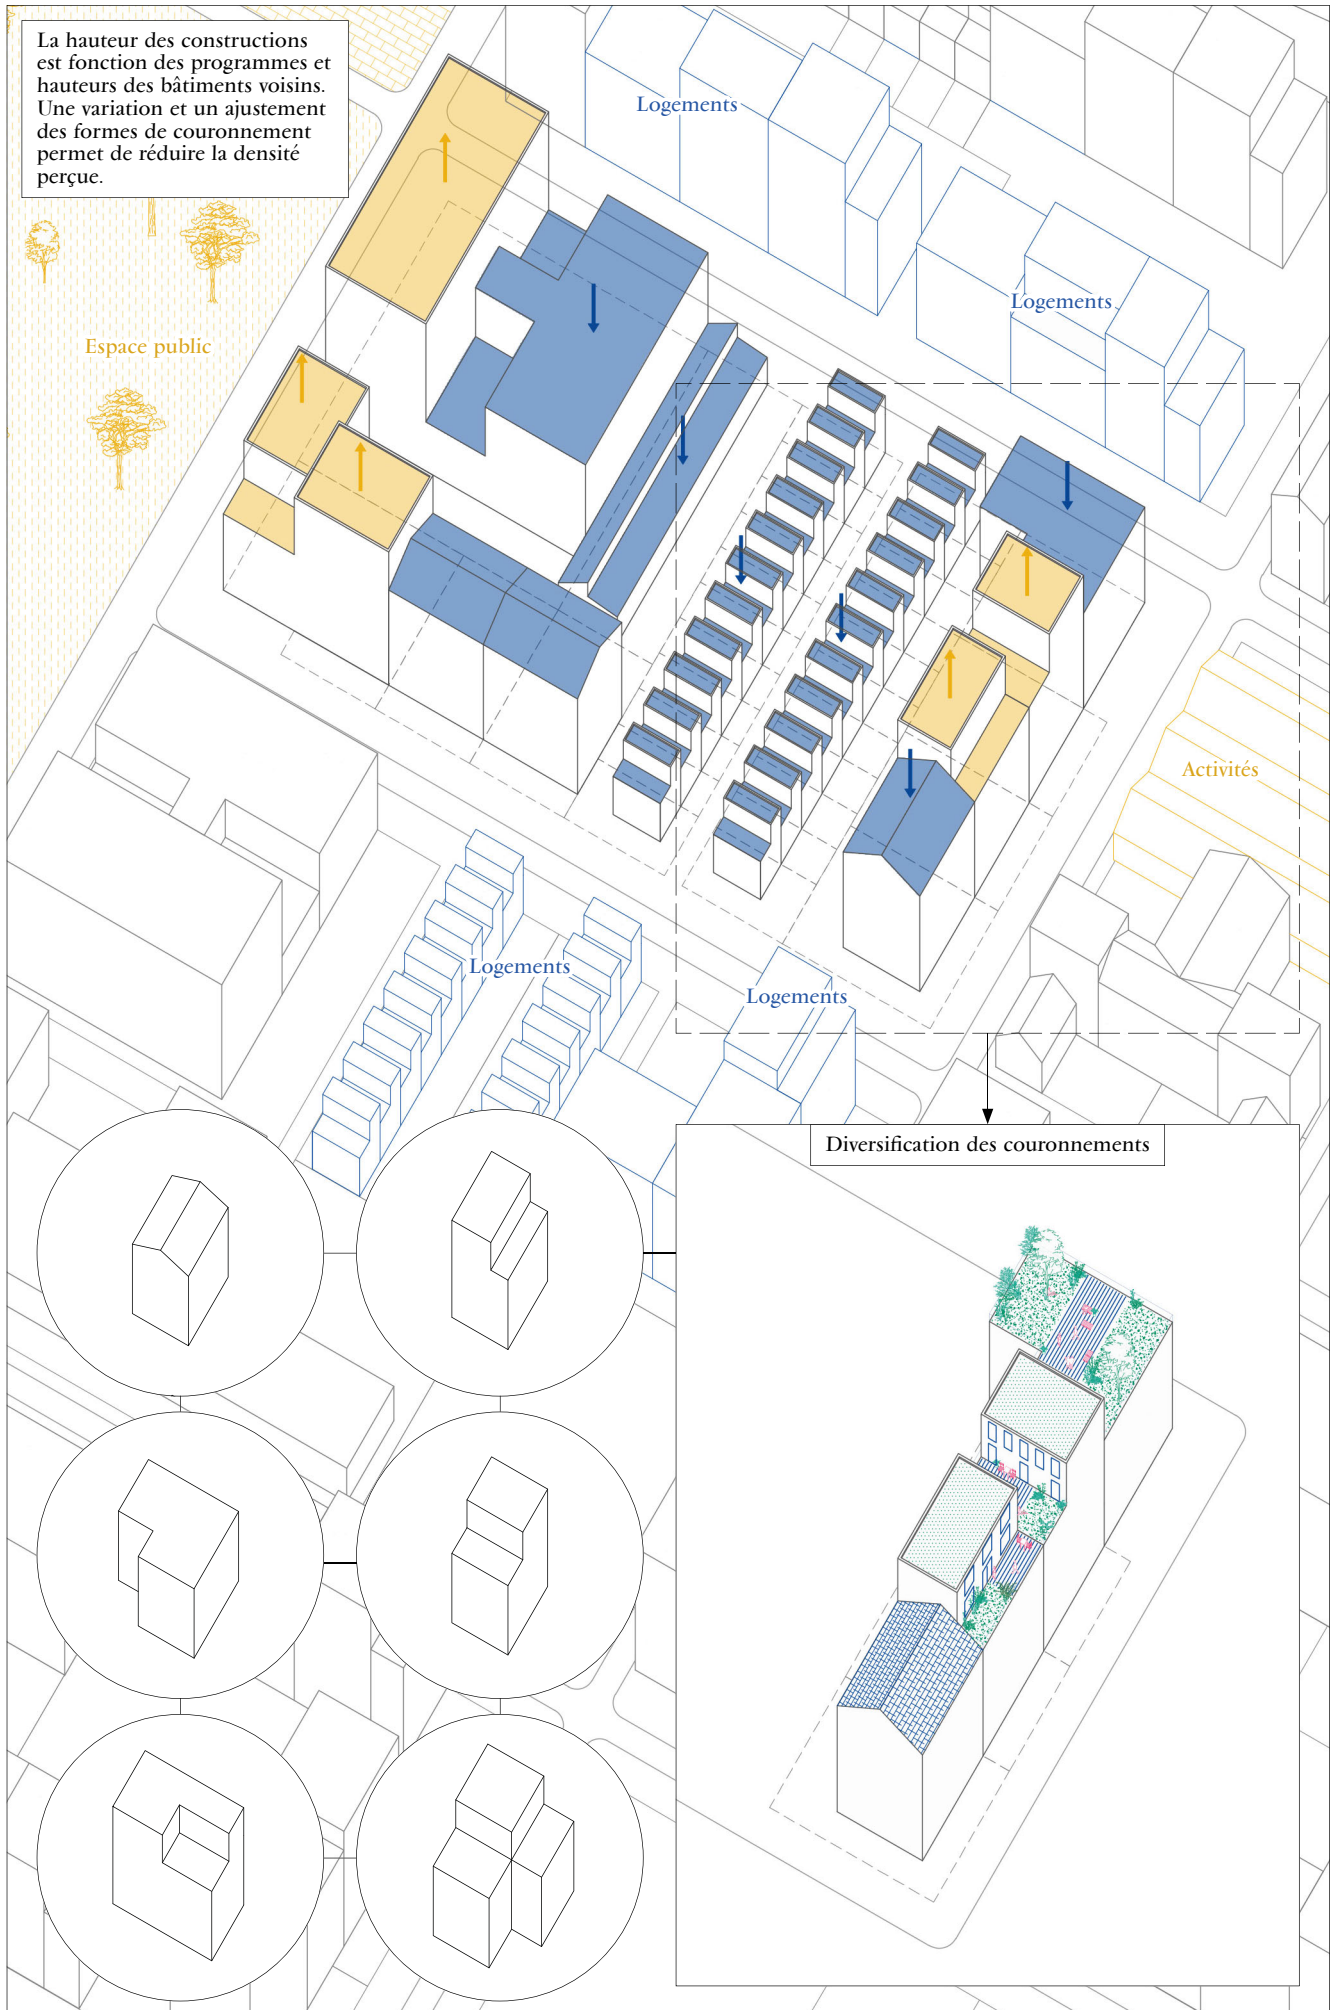 La hauteur des constructions
est fonction des programmes et
hauteurs des bâtiments voisins.
Une variation et un ajustement
des formes de couronnement
permet de réduire la densité
perçue.
Logements
Logements
Espace public
Activités
Logements
Logements
Diversification des couronnements